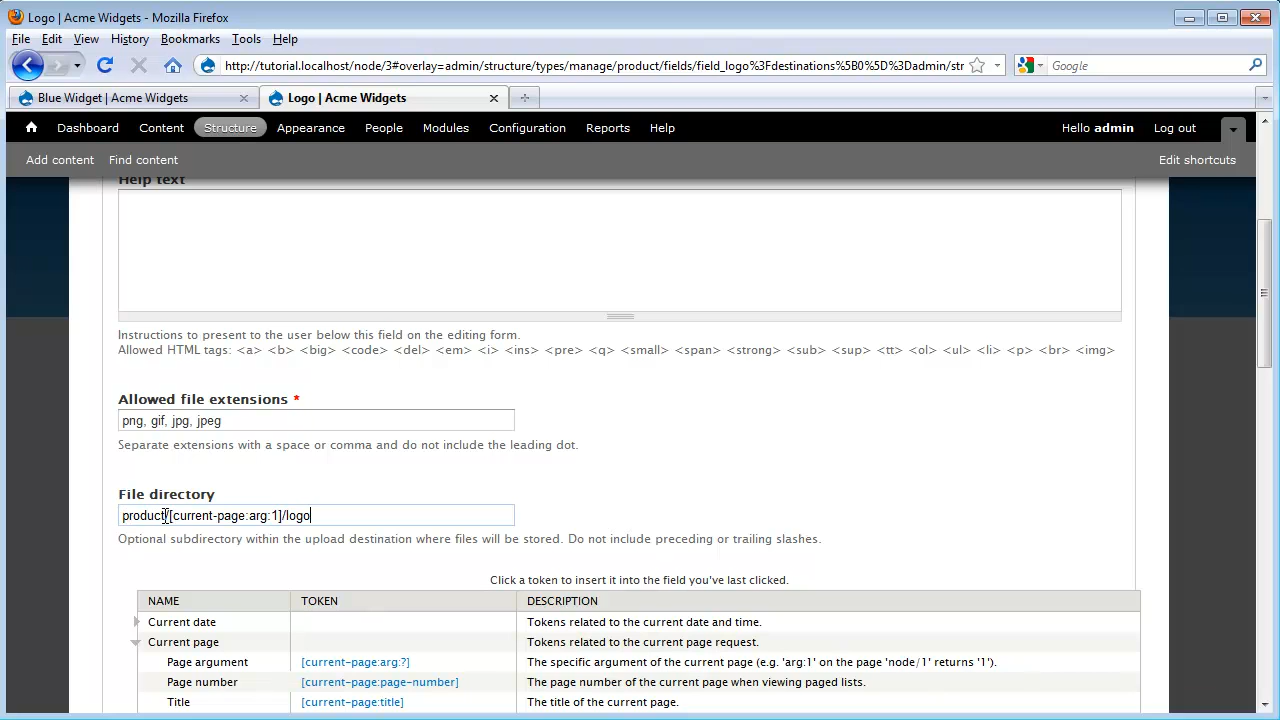 Logo | Acme Widgets - Mozilla Firefox
File Edit View History Bookmarks Tools Help
http://tutorial.localhost/node/3#overlay=admin/structure/types/manage/product/fields/field_logo%3Fdestinations%5B0%5D%3Dadmin/str
Google
Blue Widget | Acme Widgets
Logo | Acme Widgets
Dashboard Content Structure Appearance People Modules Configuration Reports Help
Hello admin Log out
Add content Find content Edit shortcuts
Help text
Instructions to present to the user below this field on the editing form.
Allowed HTML tags: <a> <b> <big> <code> <del> <em> <i> <ins> <pre> <q> <small> <span> <strong> <sub> <sup> <tt> <ol> <ul> <li> <p> <br> <img>
Allowed file extensions *
png, gif, jpg, jpeg
Separate extensions with a space or comma and do not include the leading dot.
File directory
product/[current-page:arg:1]/logo
Optional subdirectory within the upload destination where files will be stored. Do not include preceding or trailing slashes.
Click a token to insert it into the field you've last clicked.
NAME TOKEN DESCRIPTION
Current date Tokens related to the current date and time.
Current page Tokens related to the current page request.
Page argument [current-page:arg:?] The specific argument of the current page (e.g. 'arg:1' on the page 'node/1' returns '1').
Page number [current-page:page-number] The page number of the current page when viewing paged lists.
Title [current-page:title] The title of the current page.